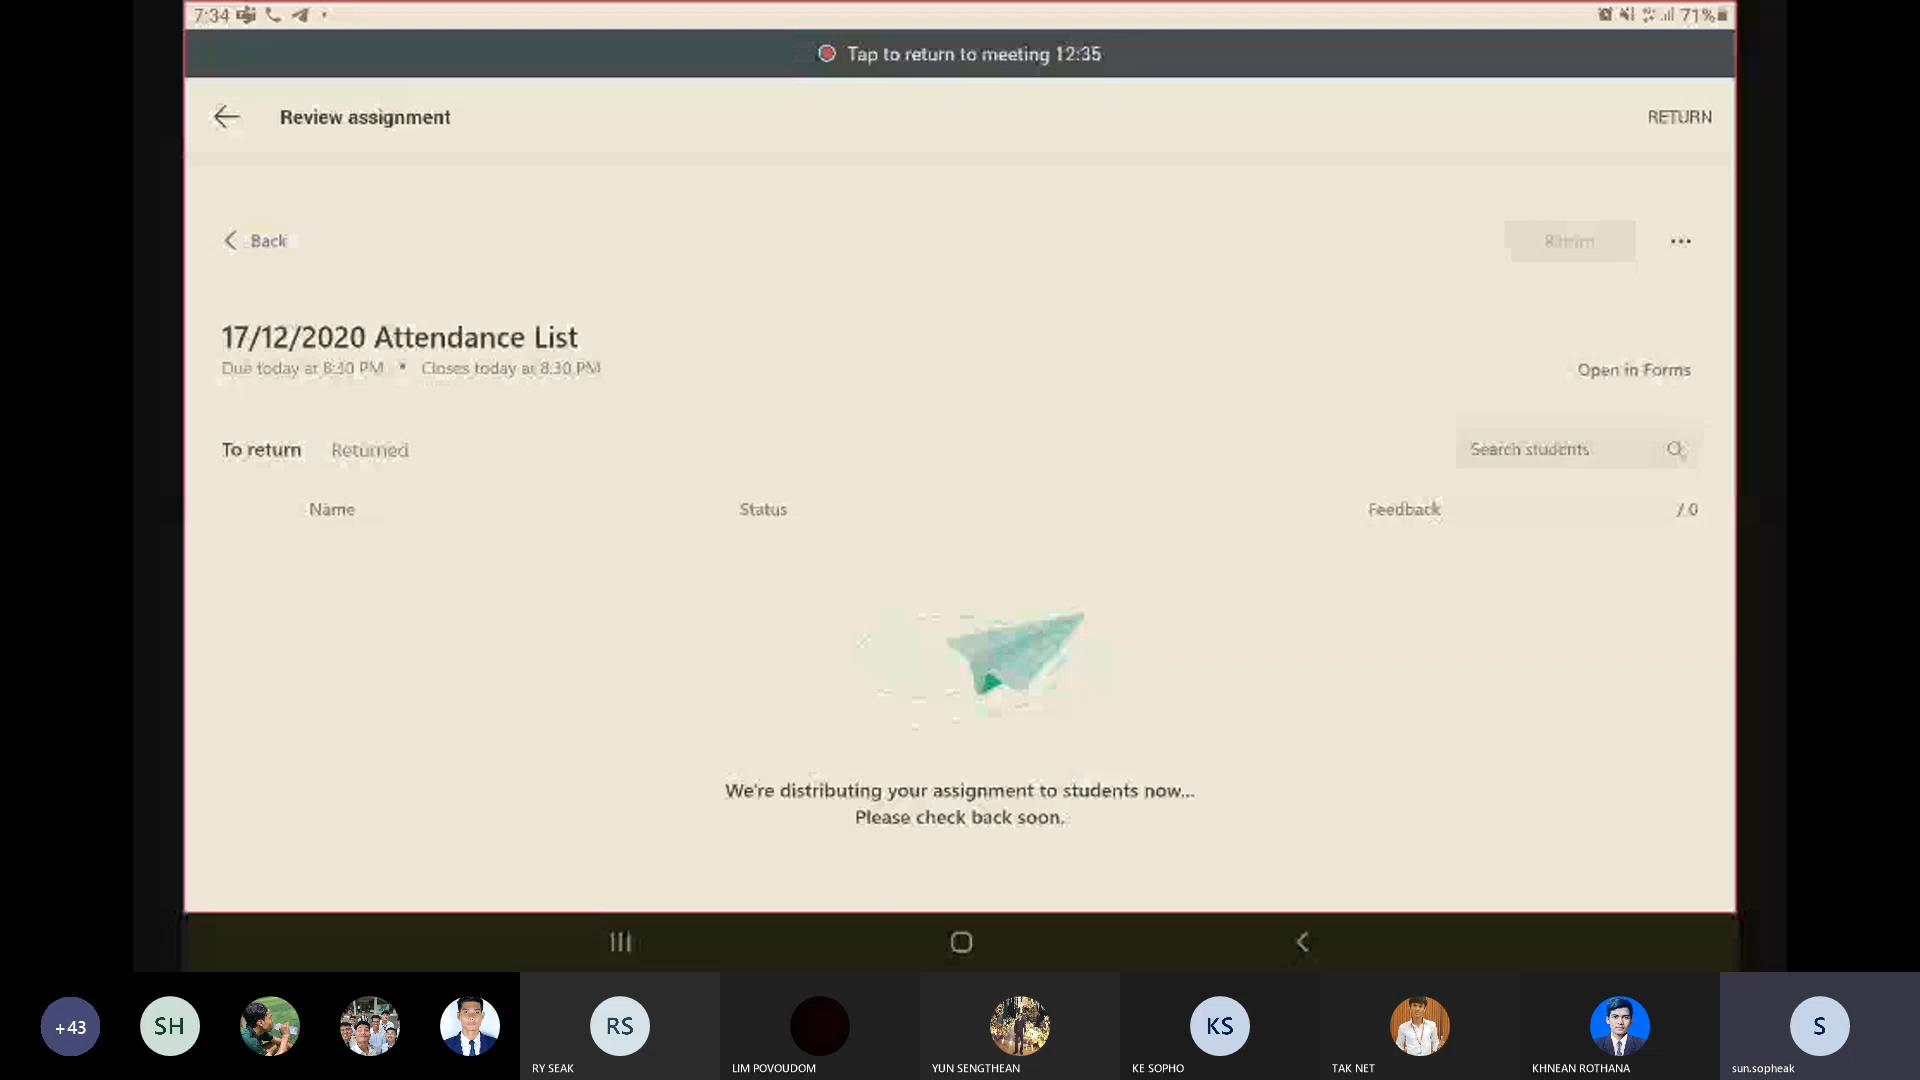 7:34
71%
Tap to return to meeting 12:35
Review assignment
RETURN
Back
Return
17/12/2020 Attendance List
Due today at 8:30 PM • Closes today at 8:30 PM
Open in Forms
To return Returned
Search students
Name Status Feedback / 0
We're distributing your assignment to students now...
Please check back soon.
+43
SH
RS
KS
S
RY SEAK
LIM POVOUDOM
YUN SENGTHEAN
KE SOPHO
TAK NET
KHNEAN ROTHANA
sun.sopheak